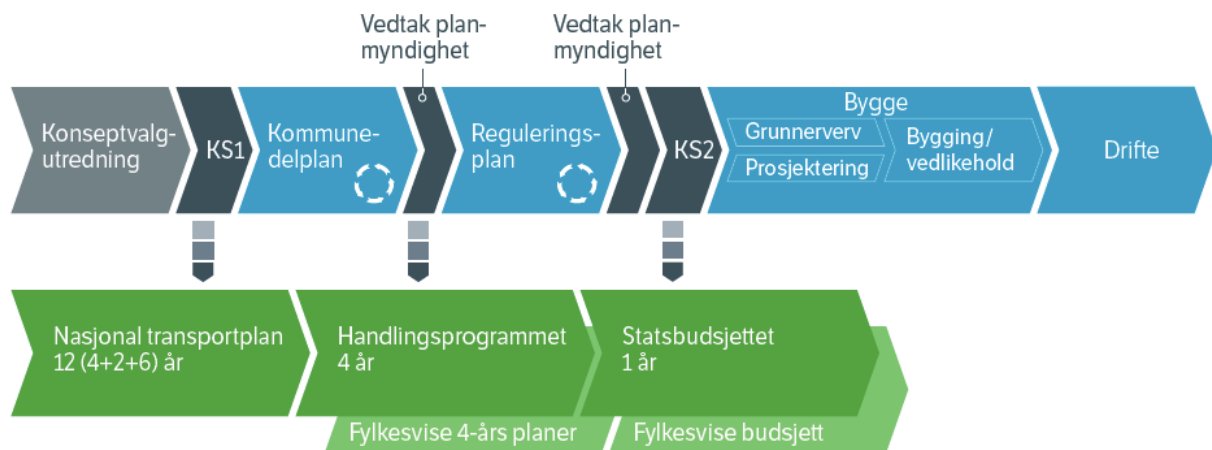 Vedtak plan-
myndighet
Vedtak plan-
myndighet
Konseptvalg-
utredning
KS1
Kommune-
delplan
Regulerings-
plan
KS2
Bygge
Grunnerverv
Prosjektering
Bygging/
vedlikehold
Drifte
Nasjonal transportplan
12 (4+2+6) år
Handlingsprogrammet
4 år
Statsbudsjettet
1 år
Fylkesvise 4-års planer
Fylkesvise budsjett